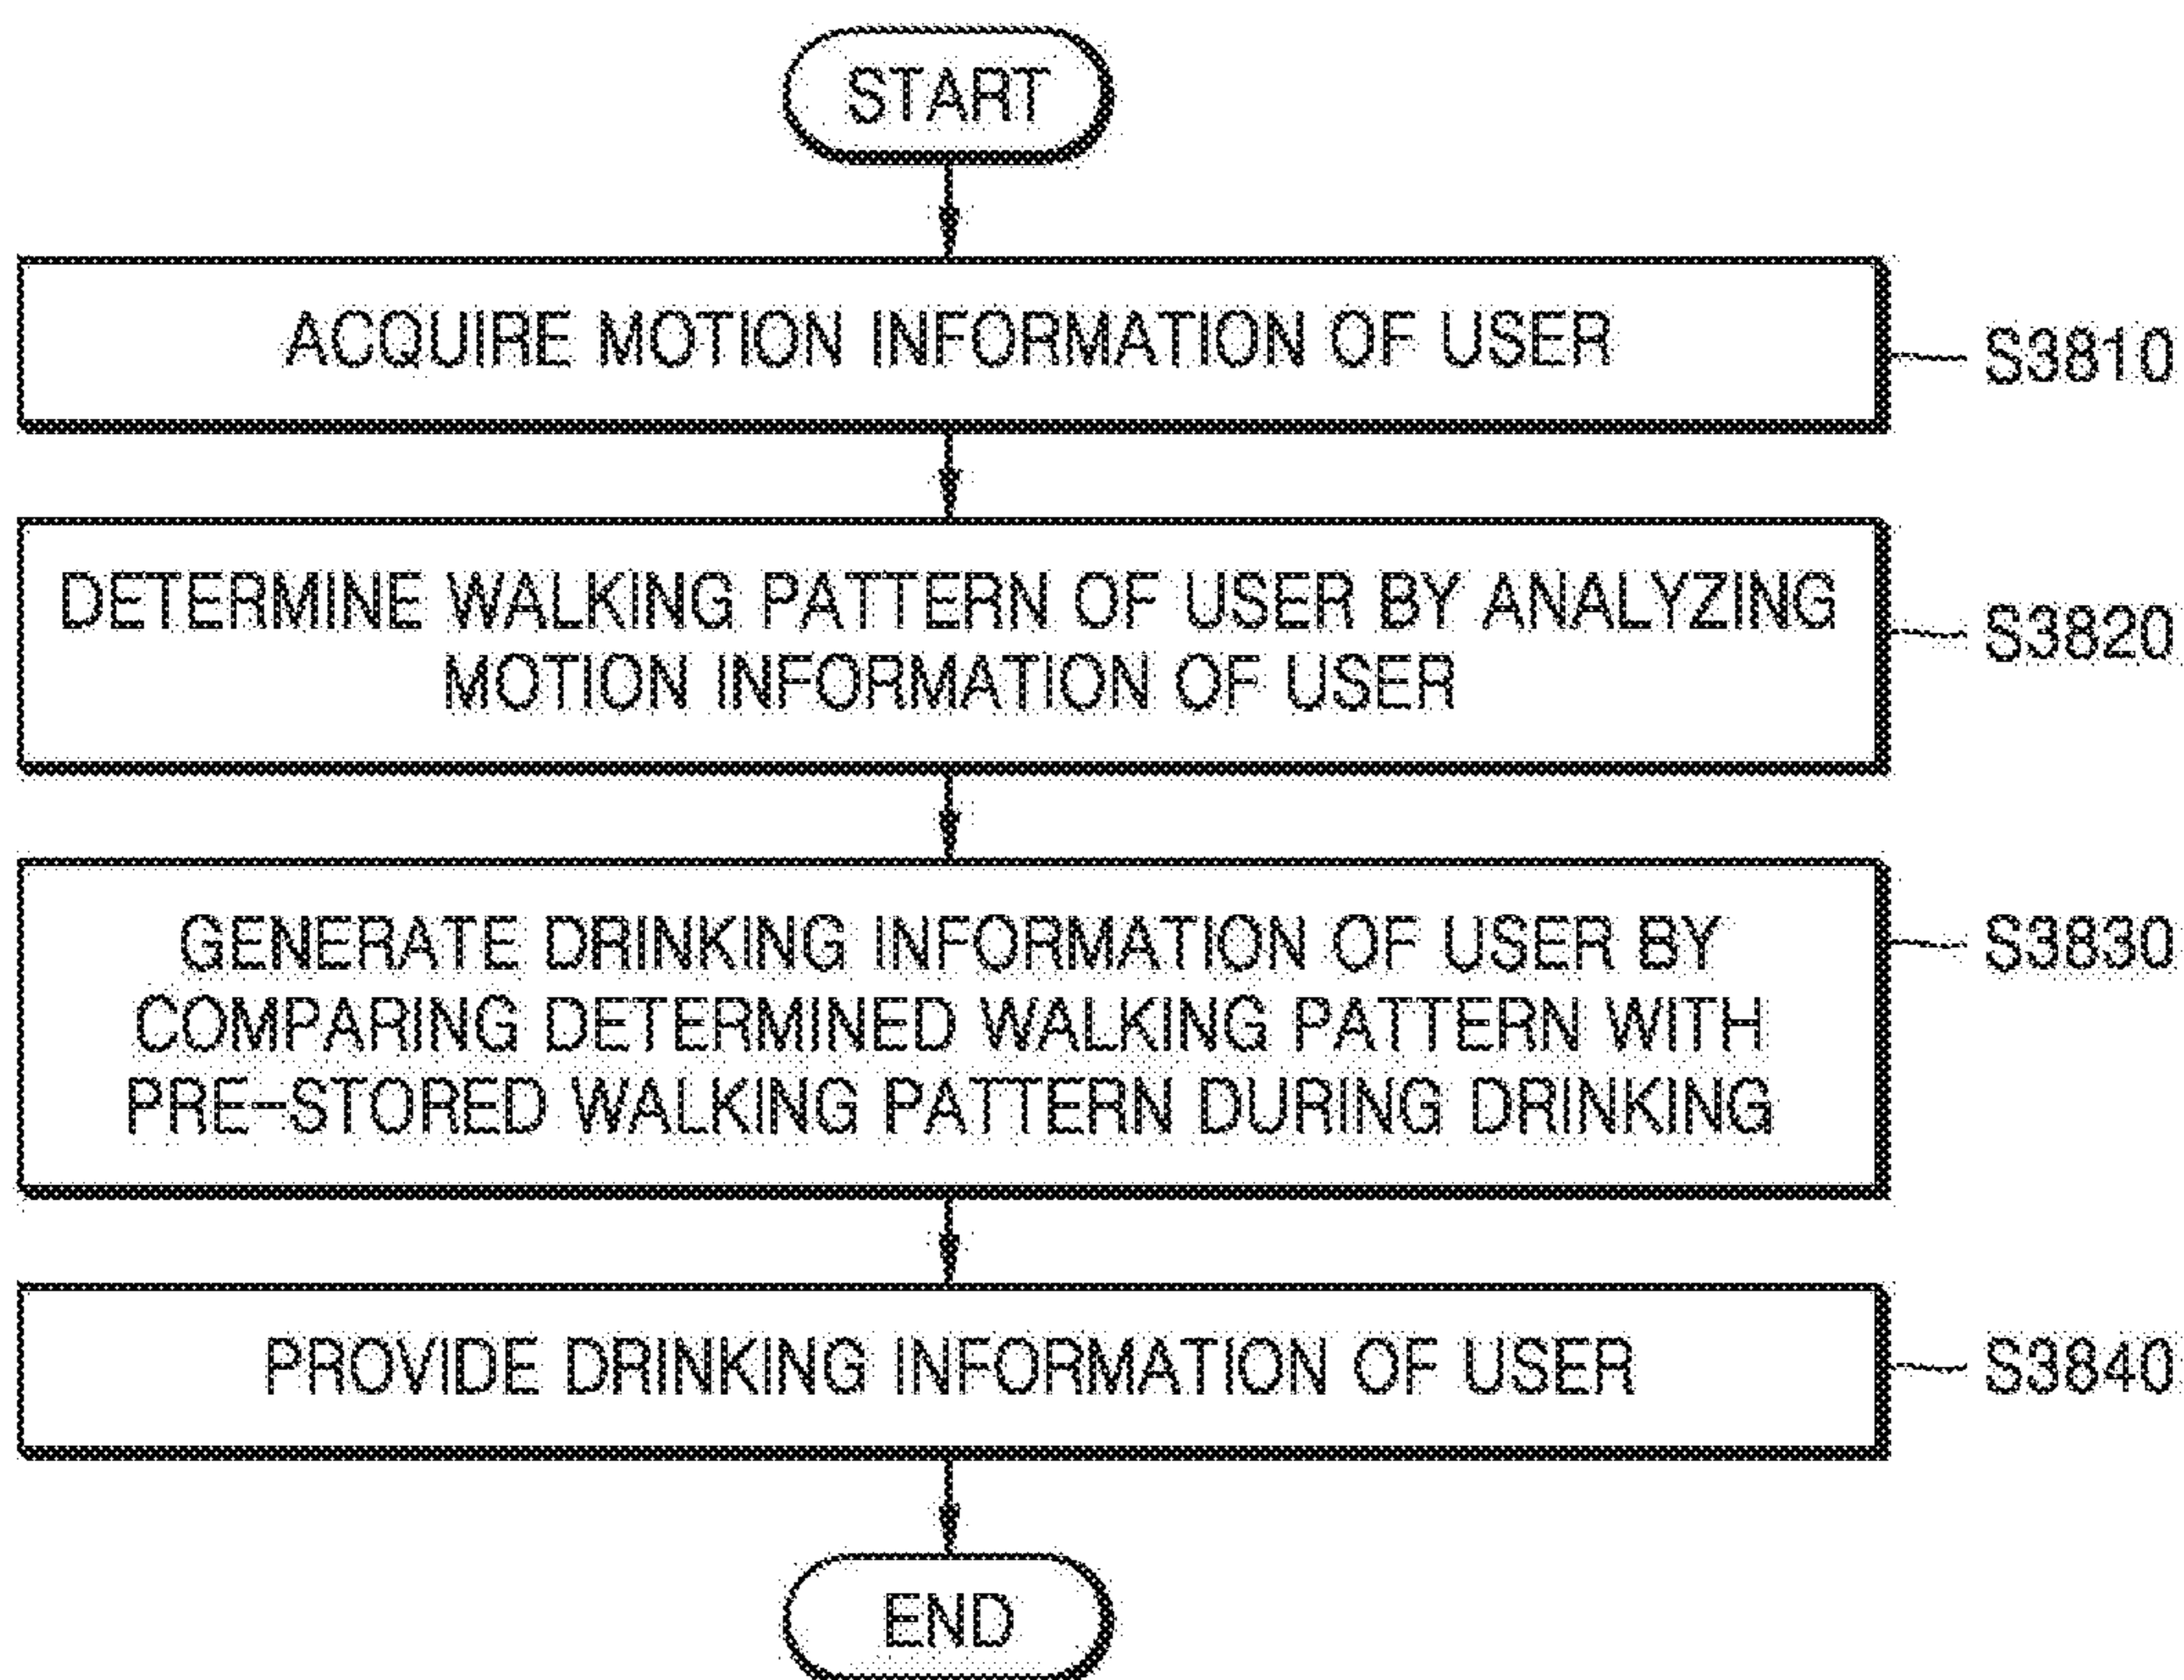 START
ACQUIRE MOTION INFORMATION OF USER
S3810
DETERMINE WALKING PATTERN OF USER BY ANALYZING
MOTION INFORMATION OF USER
S3820
GENERATE DRINKING INFORMATION OF USER BY
COMPARING DETERMINED WALKING PATTERN WITH
PRE-STORED WALKING PATTERN DURING DRINKING
S3830
PROVIDE DRINKING INFORMATION OF USER
S3840
END